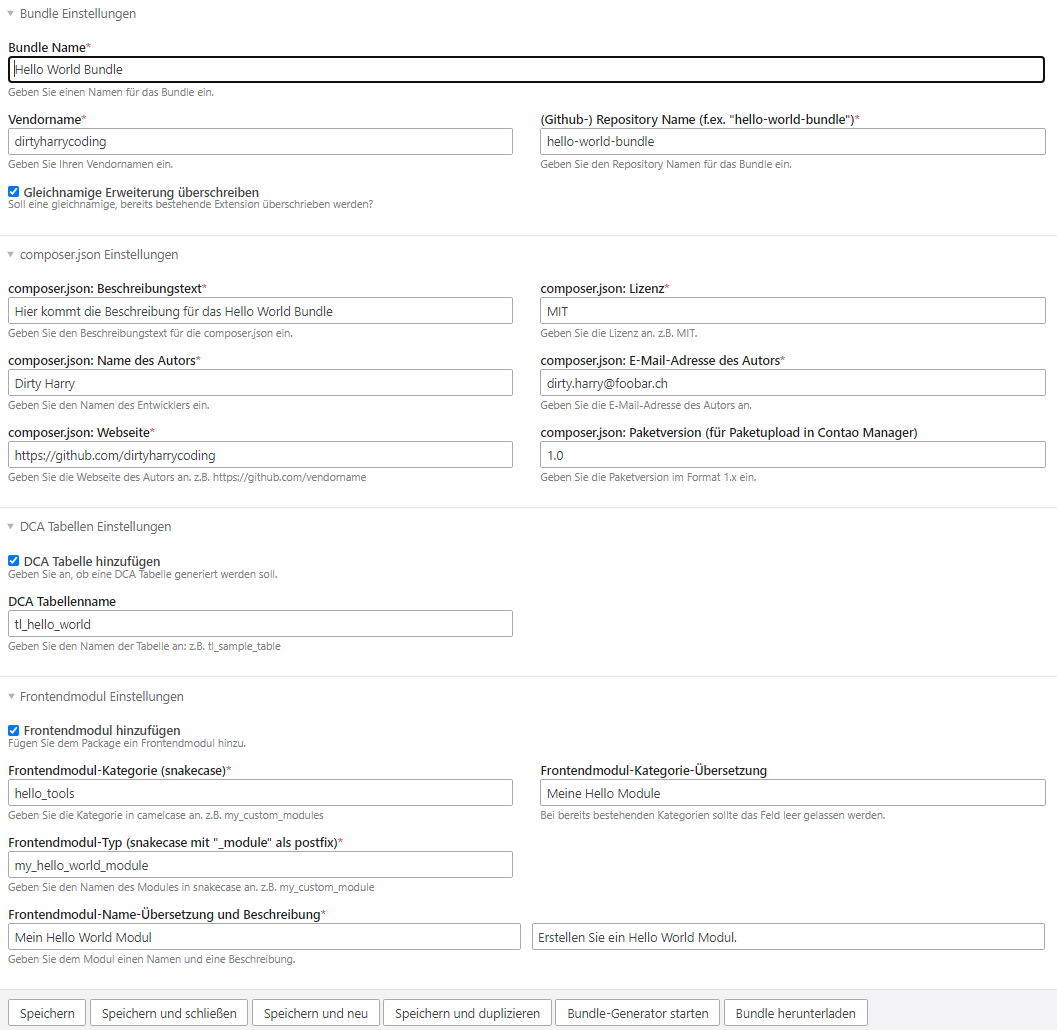 Bundle Einstellungen
Bundle Name*
Hello World Bundle
Geben Sie einen Namen für das Bundle ein.
Vendorname*
(Github-) Repository Name (f.ex. "hello-world-bundle")*
dirtyharrycoding
hello-world-bundle
Geben Sie Ihren Vendornamen ein.
Geben Sie den Repository Namen für das Bundle ein.
Gleichnamige Erweiterung überschreiben
Soll eine gleichnamige, bereits bestehende Extension überschrieben werden?
composer.json Einstellungen
composer.json: Beschreibungstext*
composer.json: Lizenz*
Hier kommt die Beschreibung für das Hello World Bundle
MIT
Geben Sie den Beschreibungstext für die composer.json ein.
Geben Sie die Lizenz an. z.B. MIT.
composer.json: Name des Autors*
composer.json: E-Mail-Adresse des Autors*
Dirty Harry
dirty.harry@foobar.ch
Geben Sie den Namen des Entwicklers ein.
Geben Sie die E-Mail-Adresse des Autors an.
composer.json: Webseite*
composer.json: Paketversion (für Paketupload in Contao Manager)
https://github.com/dirtyharrycoding
1.0
Geben Sie die Webseite des Autors an. z.B. https://github.com/vendorname
Geben Sie die Paketversion im Format 1.x ein.
DCA Tabellen Einstellungen
DCA Tabelle hinzufügen
Geben Sie an, ob eine DCA Tabelle generiert werden soll.
DCA Tabellenname
tl_hello_world
Geben Sie den Namen der Tabelle an: z.B. tl_sample_table
Frontendmodul Einstellungen
Frontendmodul hinzufügen
Fügen Sie dem Package ein Frontendmodul hinzu.
Frontendmodul-Kategorie (snakecase)*
Frontendmodul-Kategorie-Übersetzung
hello_tools
Meine Hello Module
Geben Sie die Kategorie in camelcase an. z.B. my_custom_modules
Bei bereits bestehenden Kategorien sollte das Feld leer gelassen werden.
Frontendmodul-Typ (snakecase mit "_module" als postfix)*
my_hello_world_module
Geben Sie den Namen des Modules in snakecase an. z.B. my_custom_module
Frontendmodul-Name-Übersetzung und Beschreibung*
Mein Hello World Modul
Erstellen Sie ein Hello World Modul.
Geben Sie dem Modul einen Namen und eine Beschreibung.
Speichern
Speichern und schließen
Speichern und neu
Speichern und duplizieren
Bundle-Generator starten
Bundle herunterladen